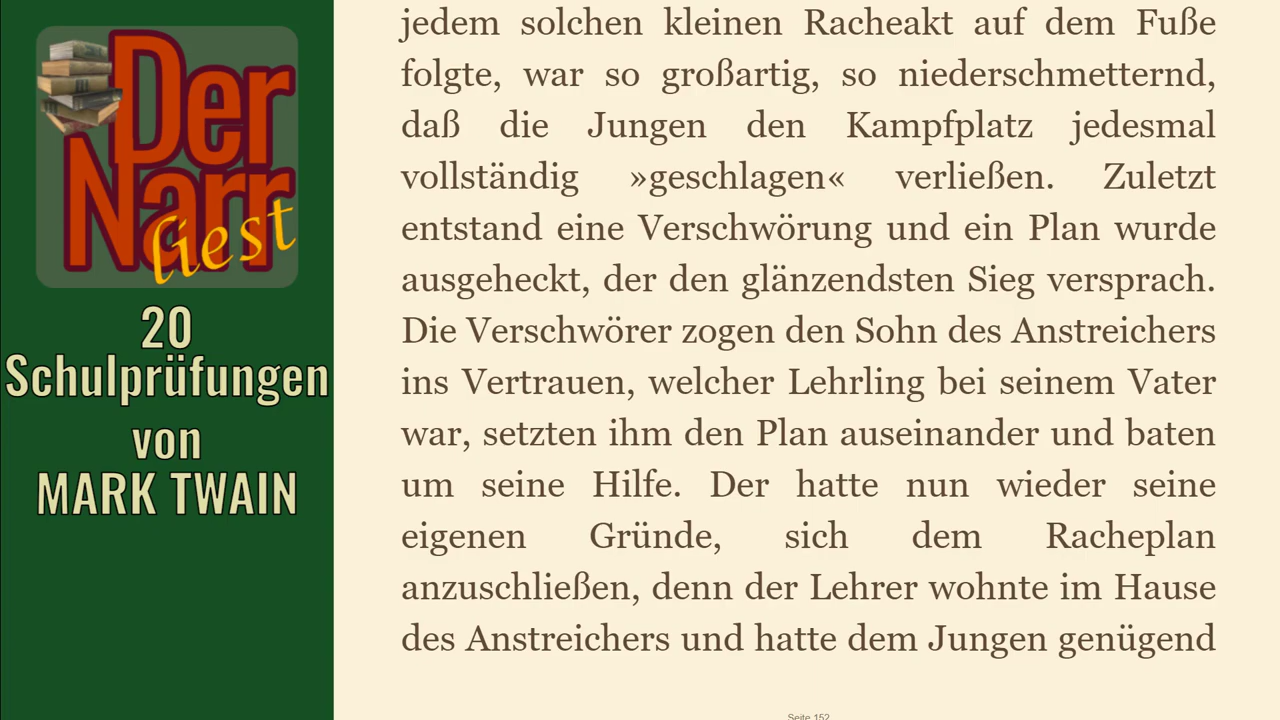 Der
Narr
liest
20
Schulprüfungen
von
MARK TWAIN
jedem solchen kleinen Racheakt auf dem Fuße
folgte, war so großartig, so niederschmetternd,
daß die Jungen den Kampfplatz jedesmal
vollständig »geschlagen« verließen. Zuletzt
entstand eine Verschwörung und ein Plan wurde
ausgeheckt, der den glänzendsten Sieg versprach.
Die Verschwörer zogen den Sohn des Anstreichers
ins Vertrauen, welcher Lehrling bei seinem Vater
war, setzten ihm den Plan auseinander und baten
um seine Hilfe. Der hatte nun wieder seine
eigenen Gründe, sich dem Racheplan
anzuschließen, denn der Lehrer wohnte im Hause
des Anstreichers und hatte dem Jungen genügend
Seite 152